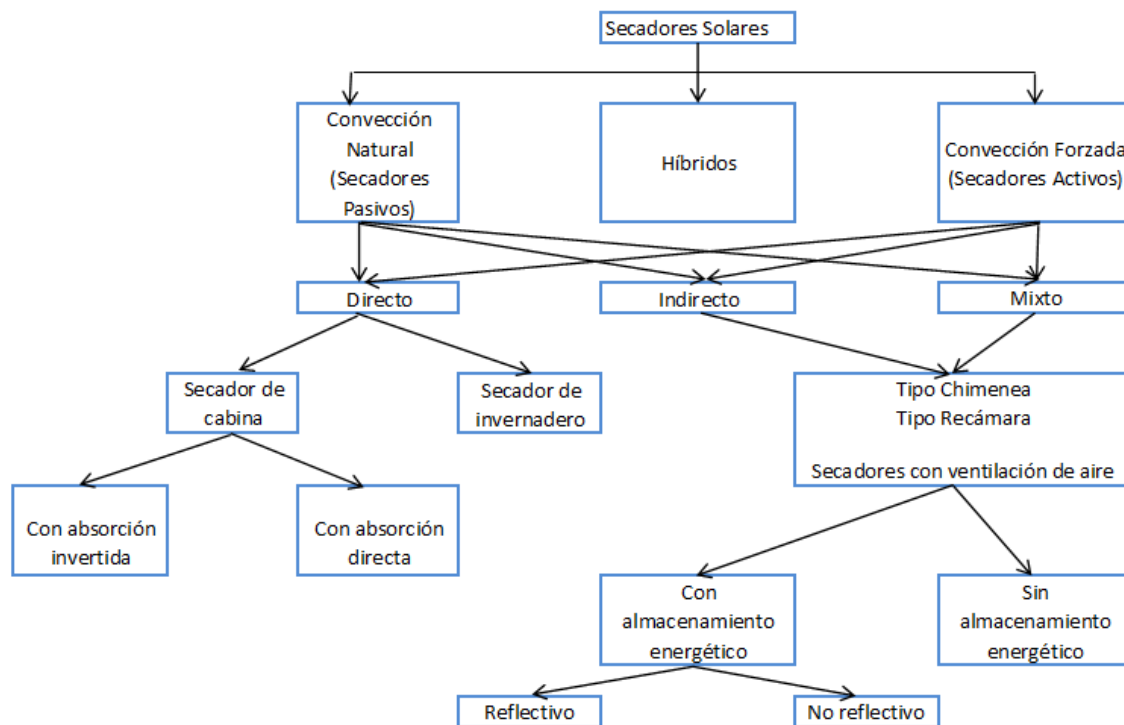 Secadores Solares
Convección
Natural
(Secadores
Pasivos)
Híbridos
Convección Forzada
(Secadores Activos)
Directo
Indirecto
Mixto
Secador de
cabina
Secador de
invernadero
Tipo Chimenea
Tipo Recámara
Secadores con ventilación de aire
Con absorción
invertida
Con absorción
directa
Con
almacenamiento
energético
Sin
almacenamiento
energético
Reflectivo
No reflectivo